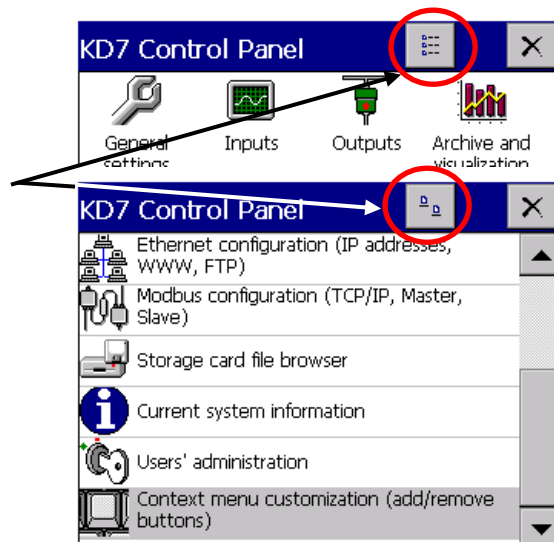 KD7 Control Panel
General Inputs Outputs Archive and
settings visualization
KD7 Control Panel
Ethernet configuration (IP addresses,
WWW, FTP)
Modbus configuration (TCP/IP, Master,
Slave)
Storage card file browser
Current system information
Users' administration
Context menu customization (add/remove
buttons)